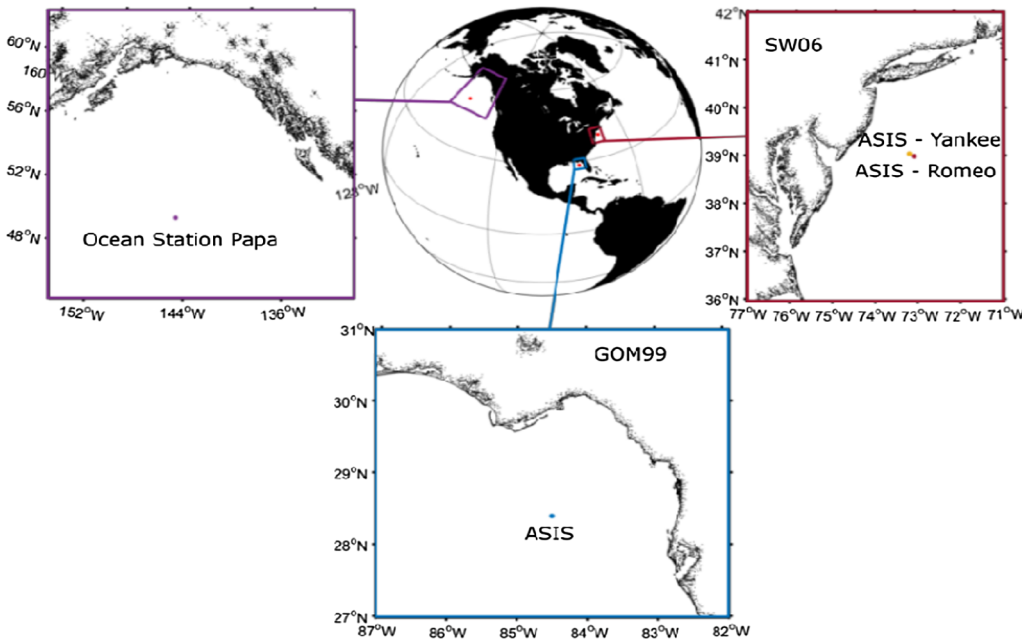 60°N
160
56°N
52°N
128°W
48°N
Ocean Station Papa
152°W 144°W 136°W
42°N
SW06
41°N
40°N
ASIS - Yankee
39°N
ASIS - Romeo
38°N
37°N
36°N
77°W 76°W 75°W 74°W 73°W 72°W 71°W
31°N
GOM99
30°N
29°N
ASIS
28°N
27°N
87°W 86°W 85°W 84°W 83°W 82°W